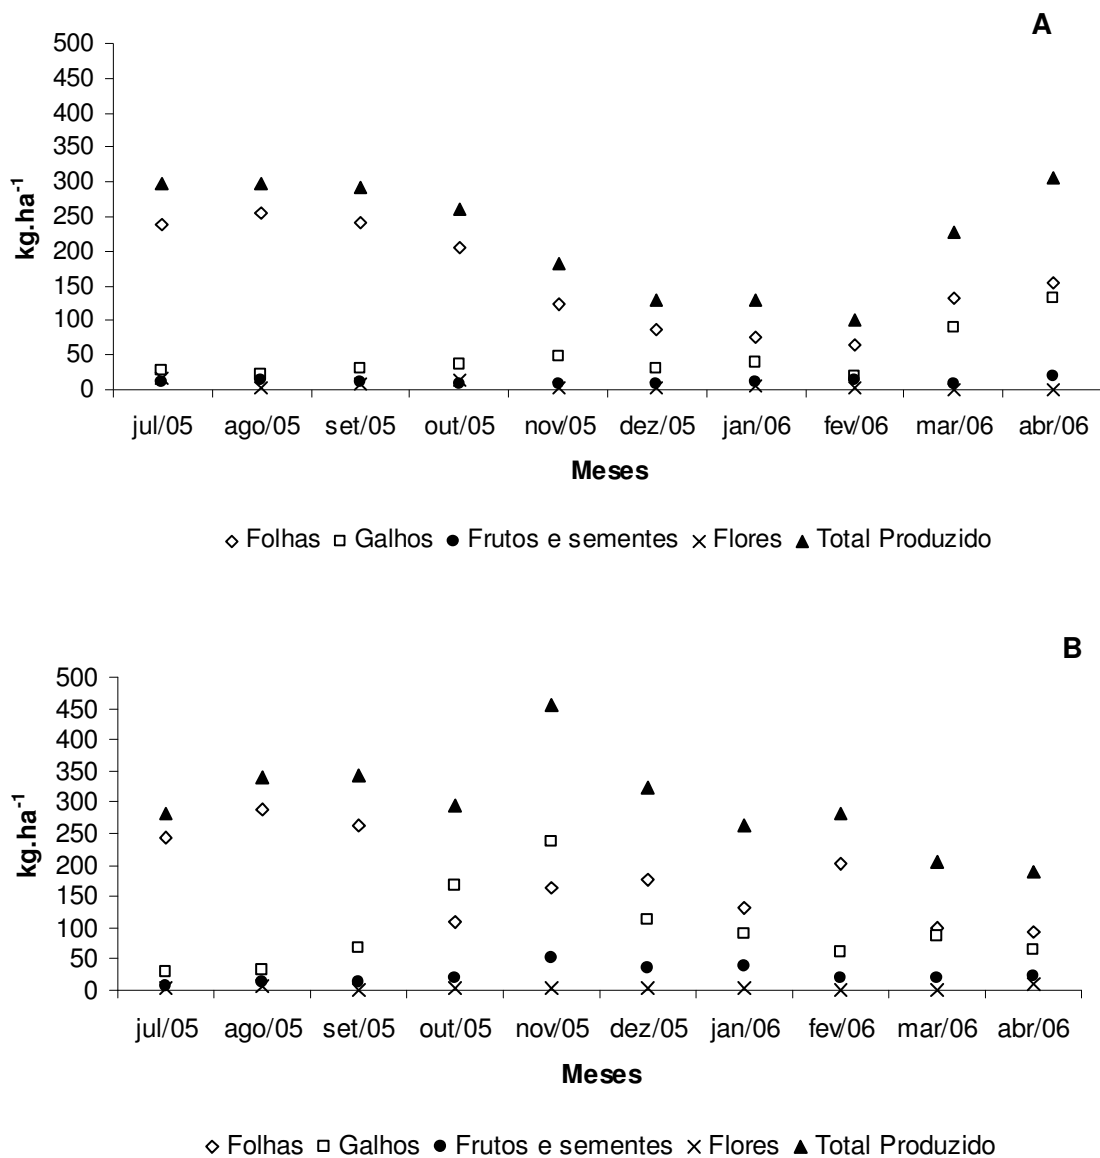 A
500
450
400
350
300
250
200
150
100
50
0
kg.ha⁻¹
jul/05 ago/05 set/05 out/05 nov/05 dez/05 jan/06 fev/06 mar/06 abr/06
Meses
Folhas Galhos Frutos e sementes Flores Total Produzido
B
500
450
400
350
300
250
200
150
100
50
0
kg.ha⁻¹
jul/05 ago/05 set/05 out/05 nov/05 dez/05 jan/06 fev/06 mar/06 abr/06
Meses
Folhas Galhos Frutos e sementes Flores Total Produzido